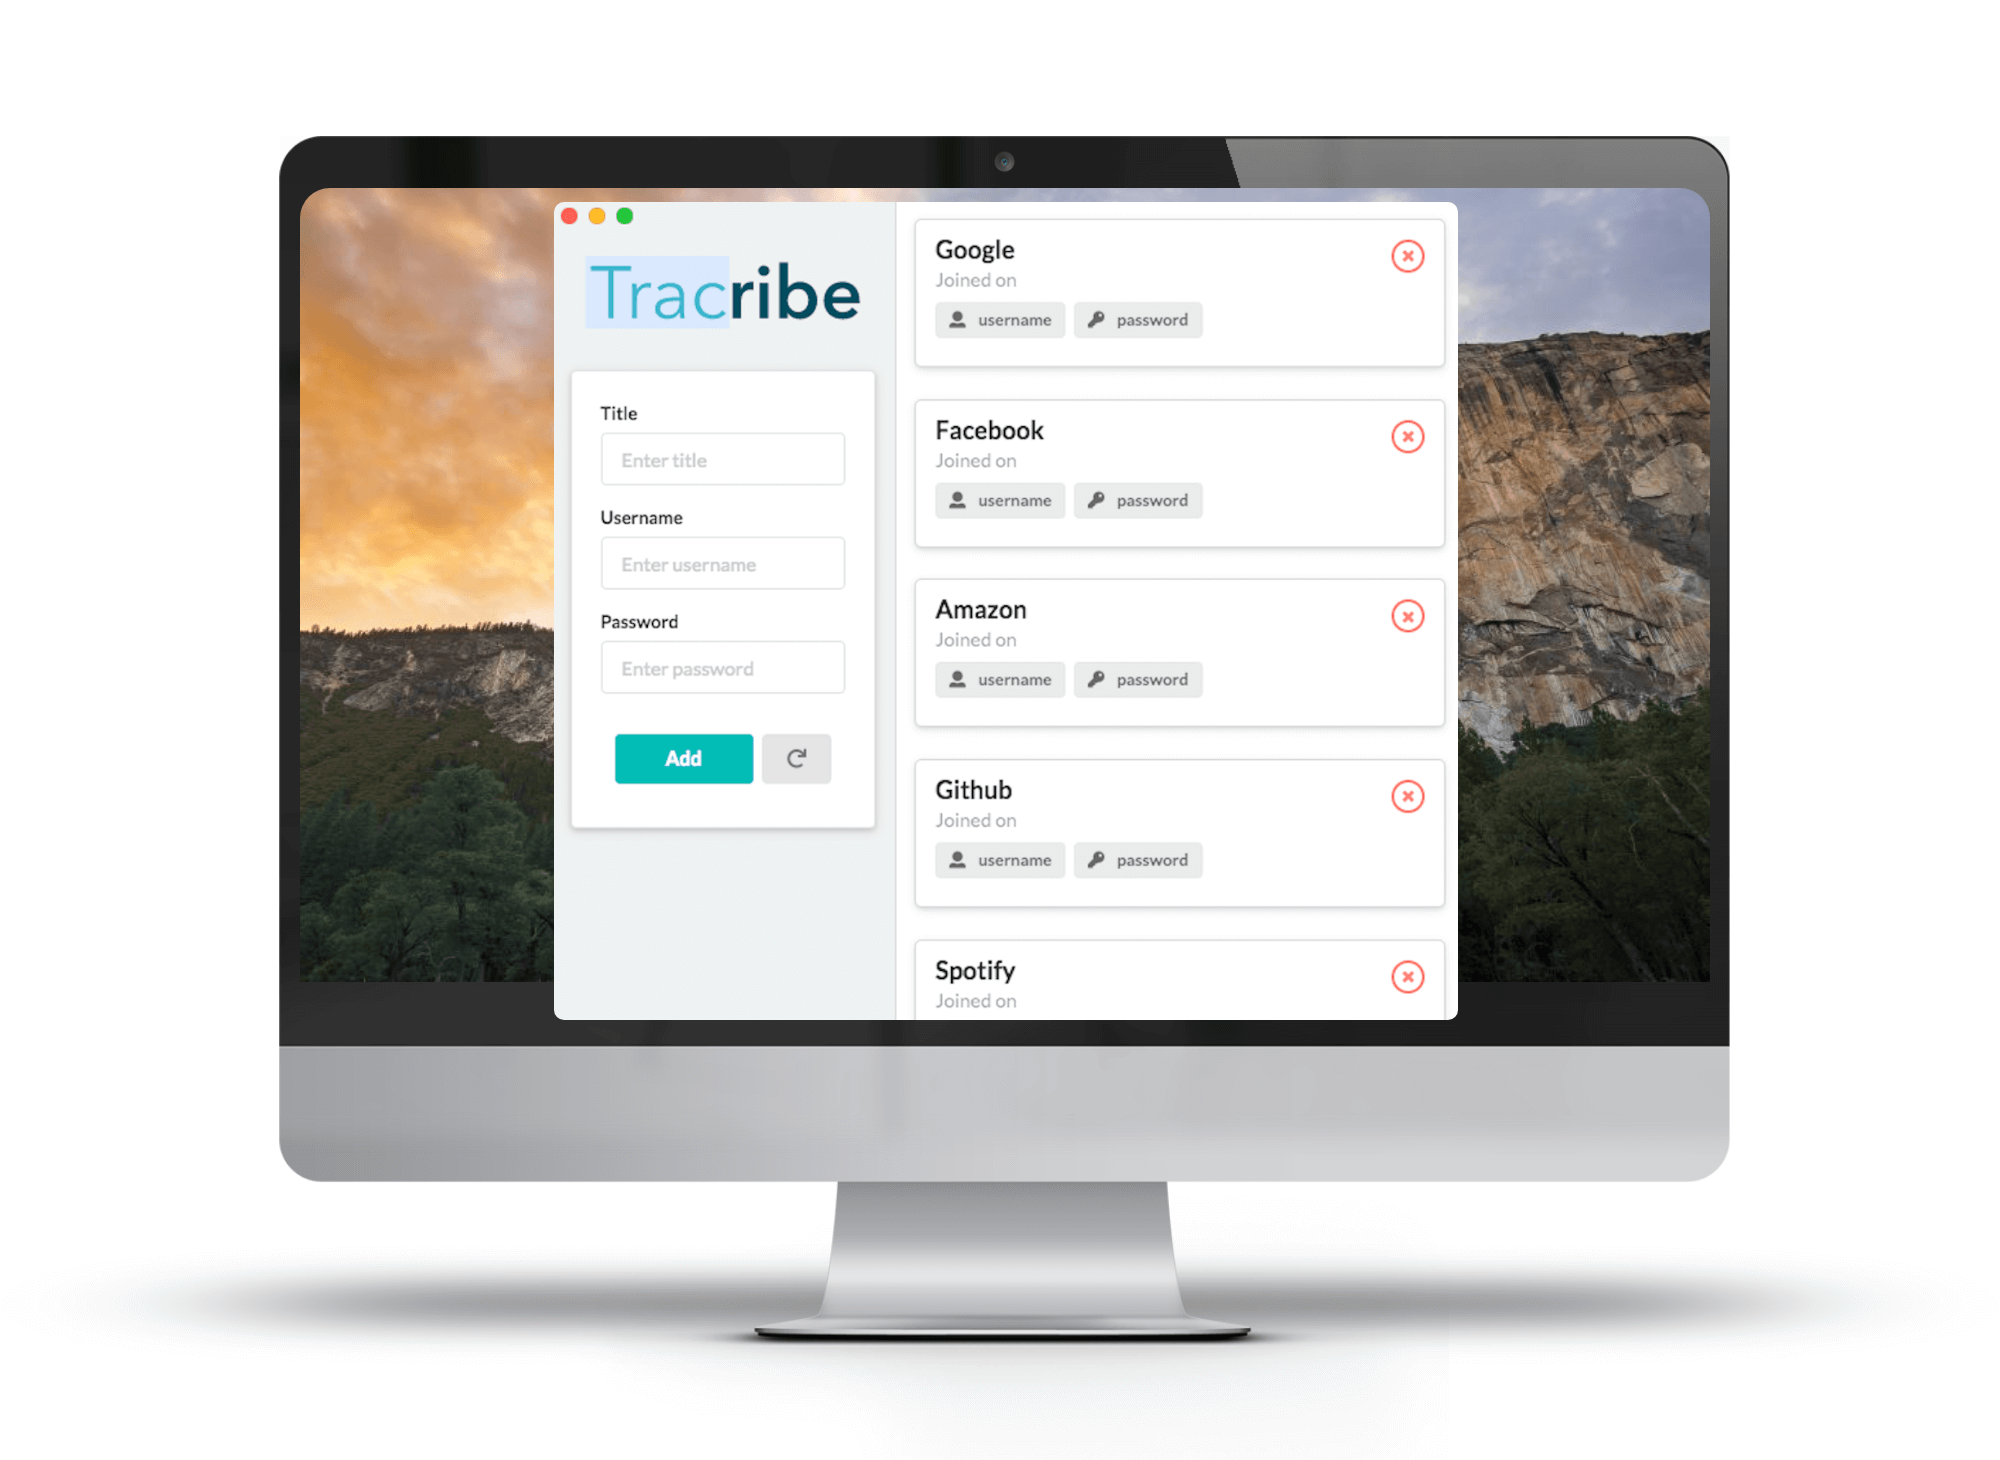 Tracribe
Title
Enter title
Username
Enter username
Password
Enter password
Add
Google
Joined on
username password
Facebook
Joined on
username password
Amazon
Joined on
username password
Github
Joined on
username password
Spotify
Joined on